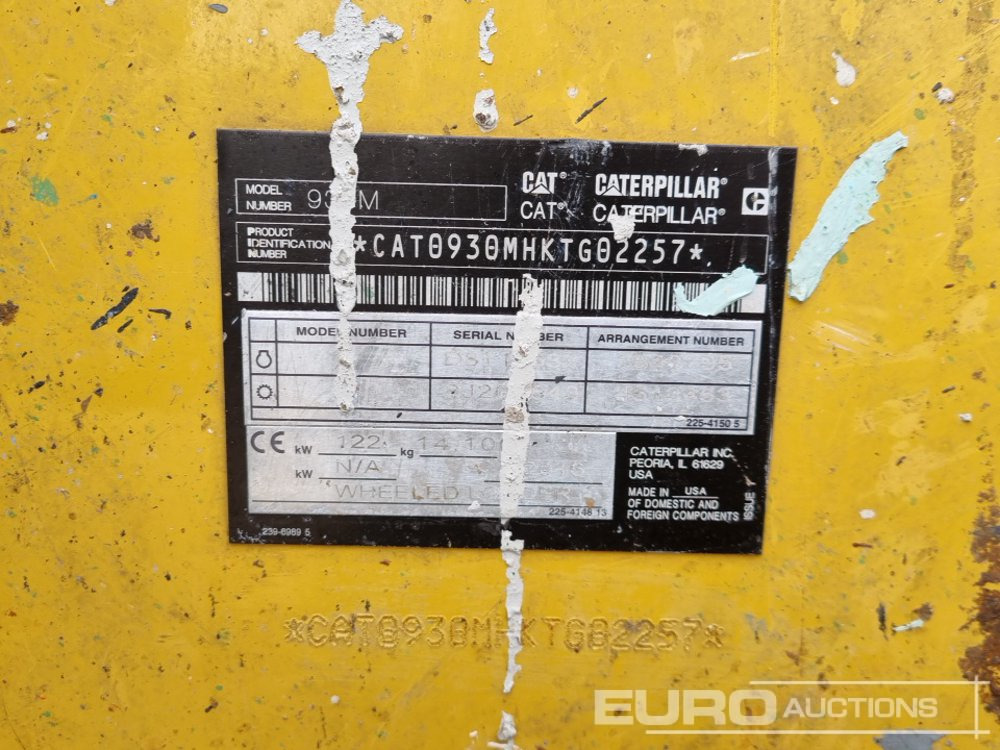 MODEL NUMBER
CAT® CATERPILLAR®
CAT® CATERPILLAR®
PRODUCT IDENTIFICATION NUMBER *CAT0930MHKTG02257*
MODEL NUMBER SERIAL NUMBER ARRANGEMENT NUMBER
225-4150 5
CE kW 122 kg
kW N/A
WHEELED
225-4148 13
CATERPILLAR INC.
PEORIA, IL 61629
USA
MADE IN USA
OF DOMESTIC AND
FOREIGN COMPONENTS
ISSUE
239-8989 5
*CAT0930MHKTG02257*
EURO AUCTIONS